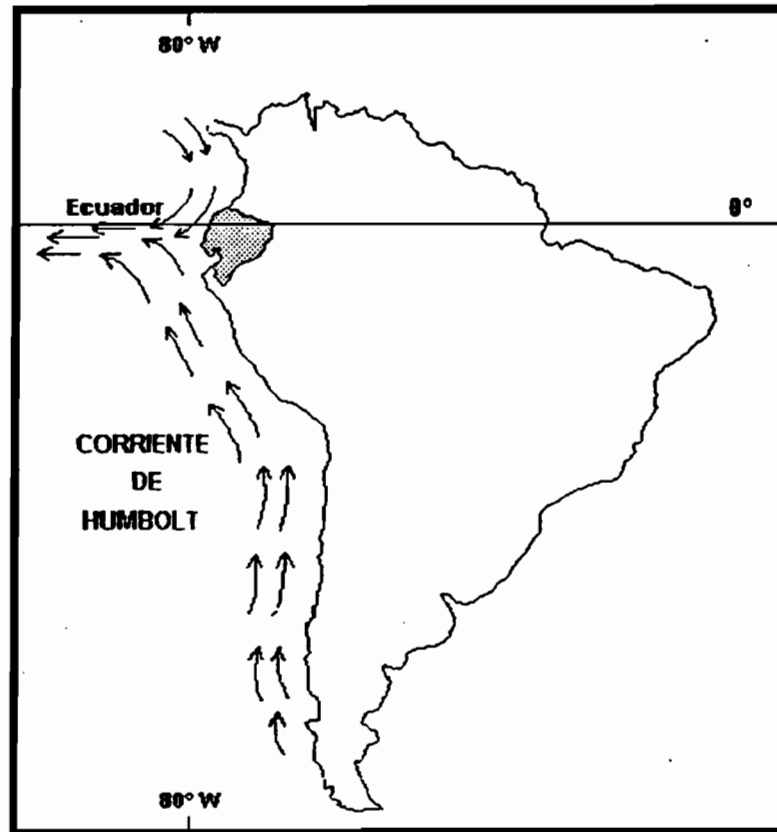 80° W
Ecuador
0°
CORRIENTE
DE
HUMBOLT
80° W